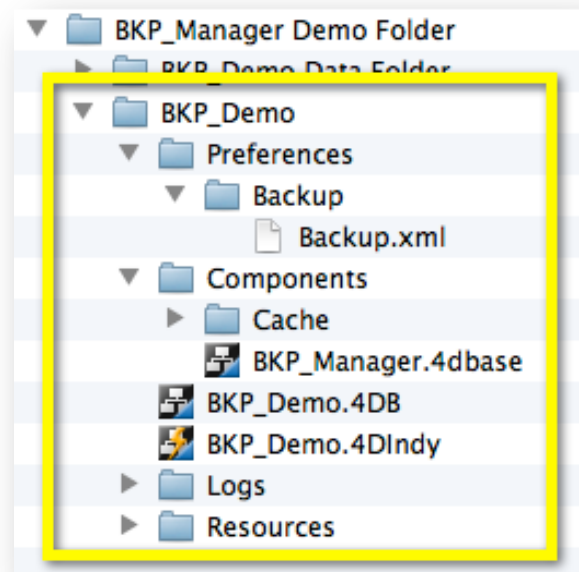 BKP_Manager Demo Folder
BKP_Demo Data Folder
BKP_Demo
Preferences
Backup
Backup.xml
Components
Cache
BKP_Manager.4dbase
BKP_Demo.4DB
BKP_Demo.4DIndy
Logs
Resources